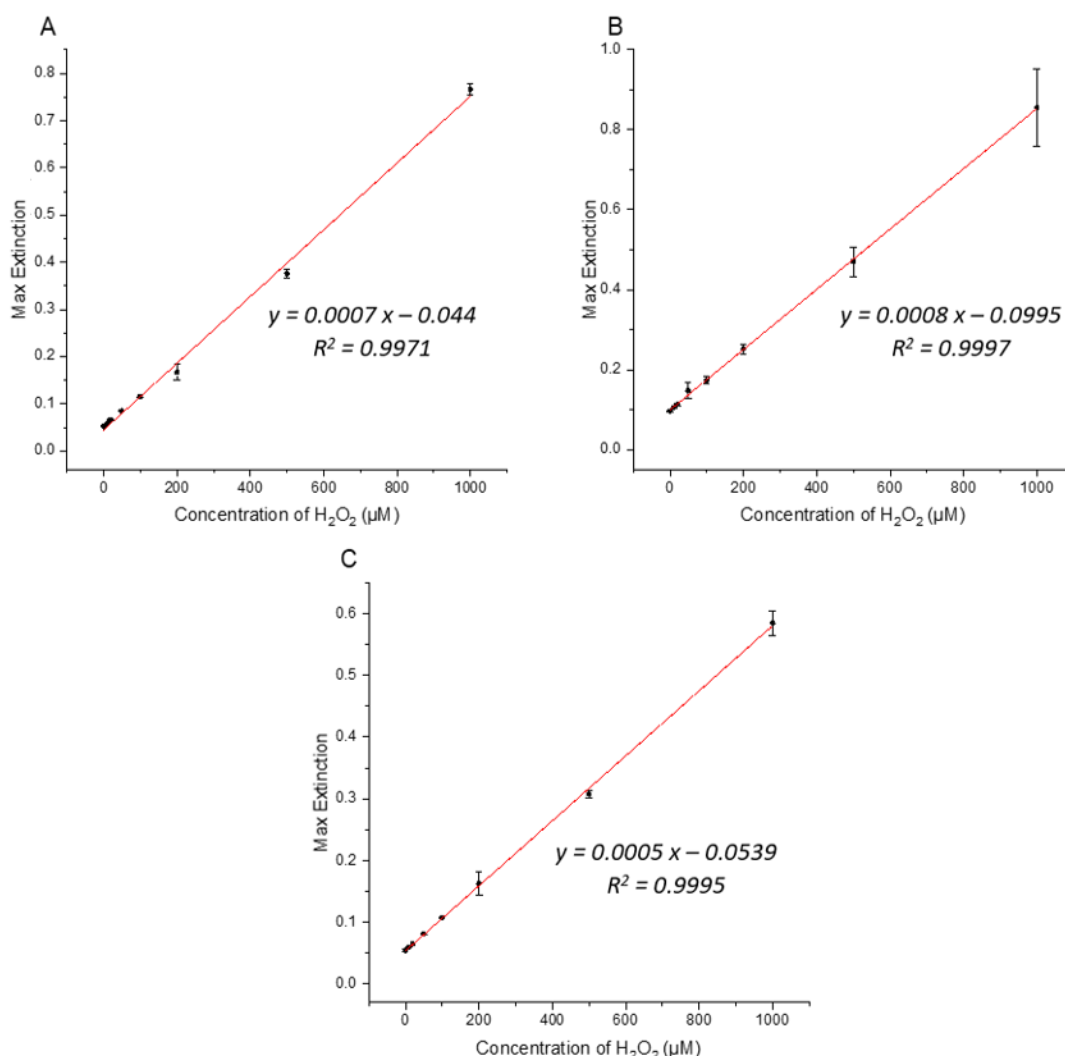 A
Max Extinction
0.8
0.7
0.6
0.5
0.4
0.3
0.2
0.1
0.0
y = 0.0007 x – 0.044
R² = 0.9971
0 200 400 600 800 1000
Concentration of H₂O₂ (µM)
B
Max Extinction
1.0
0.8
0.6
0.4
0.2
0.0
y = 0.0008 x – 0.0995
R² = 0.9997
0 200 400 600 800 1000
Concentration of H₂O₂ (µM)
C
Max Extinction
0.6
0.5
0.4
0.3
0.2
0.1
0.0
y = 0.0005 x – 0.0539
R² = 0.9995
0 200 400 600 800 1000
Concentration of H₂O₂ (µM)